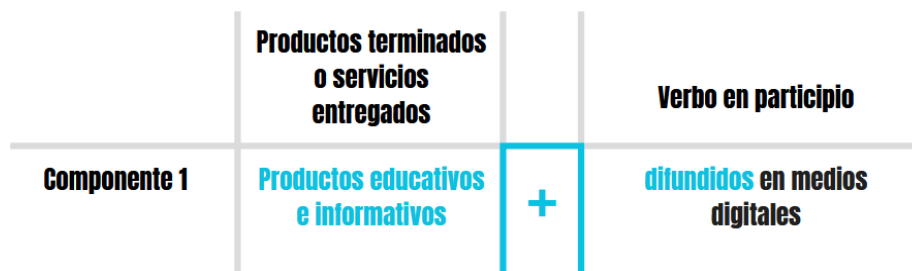 Productos terminados
o servicios
entregados
Verbo en participio
Componente 1
Productos educativos
e informativos
+
difundidos en medios
digitales